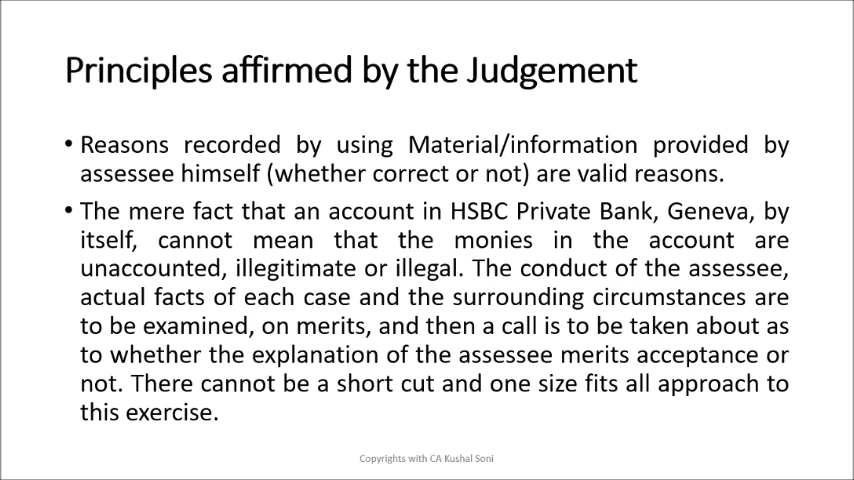 Principles affirmed by the Judgement
• Reasons recorded by using Material/information provided by
assessee himself (whether correct or not) are valid reasons.
• The mere fact that an account in HSBC Private Bank, Geneva, by
itself, cannot mean that the monies in the account are
unaccounted, illegitimate or illegal. The conduct of the assessee,
actual facts of each case and the surrounding circumstances are
to be examined, on merits, and then a call is to be taken about as
to whether the explanation of the assessee merits acceptance or
not. There cannot be a short cut and one size fits all approach to
this exercise.
Copyrights with CA Kushal Soni